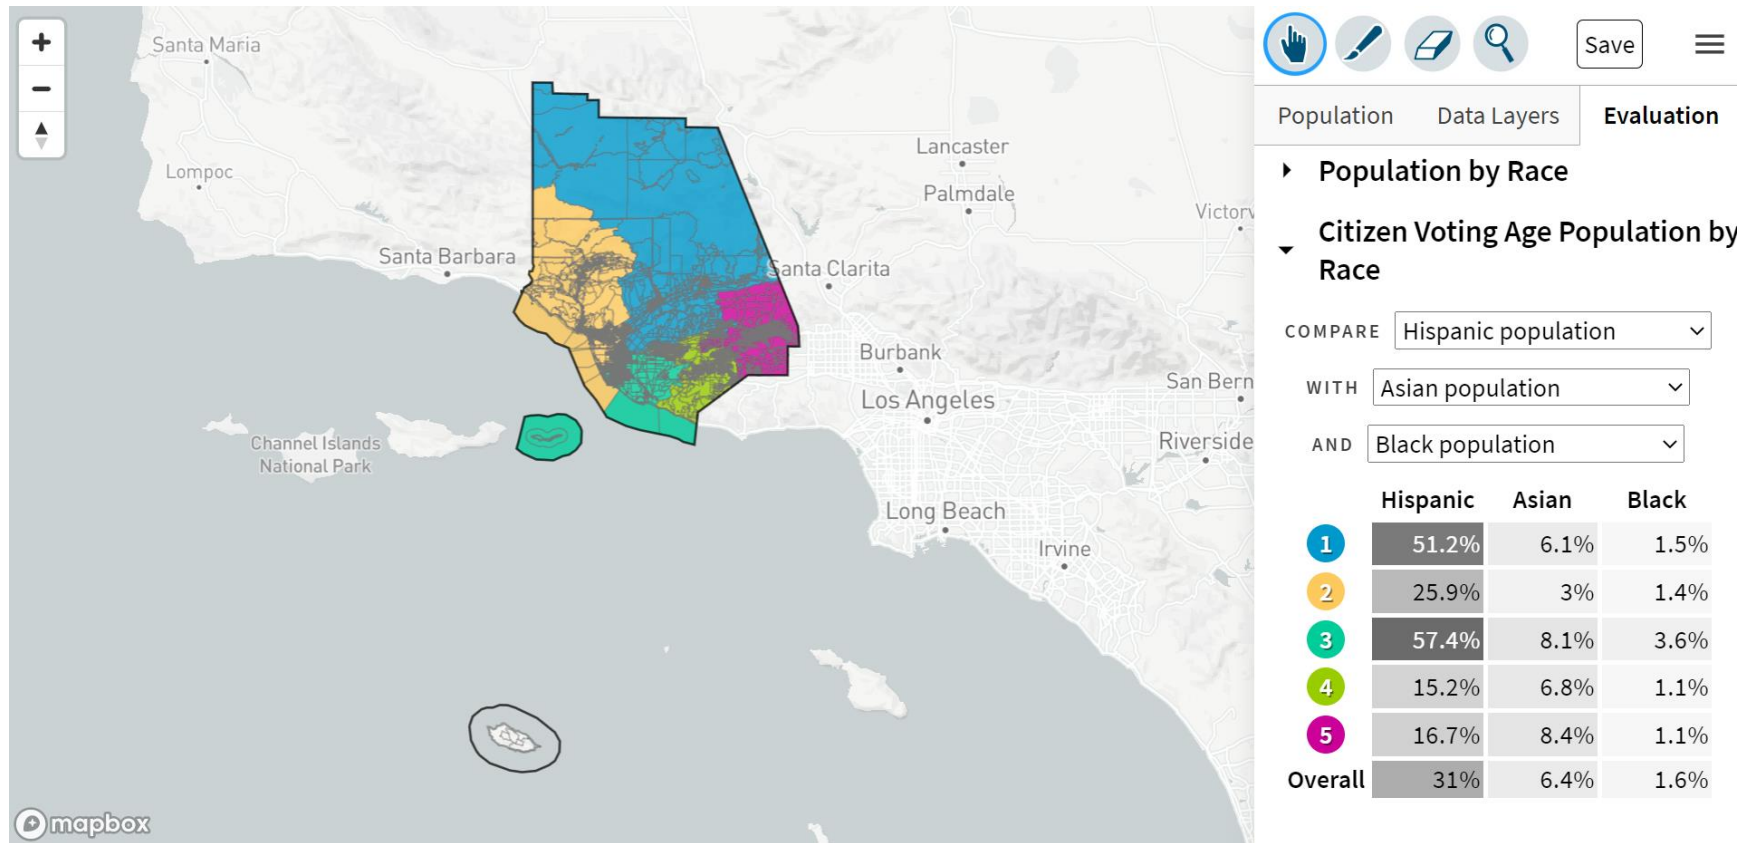 Santa Maria
Lompoc
Santa Barbara
Channel Islands
National Park
Lancaster
Palmdale
Victorv
Santa Clarita
Burbank
Los Angeles
San Bern
Riverside
Long Beach
Irvine
mapbox
Save
Population Data Layers Evaluation
Population by Race
Citizen Voting Age Population by
Race
COMPARE Hispanic population
WITH Asian population
AND Black population
Hispanic Asian Black
1 51.2% 6.1% 1.5%
2 25.9% 3% 1.4%
3 57.4% 8.1% 3.6%
4 15.2% 6.8% 1.1%
5 16.7% 8.4% 1.1%
Overall 31% 6.4% 1.6%